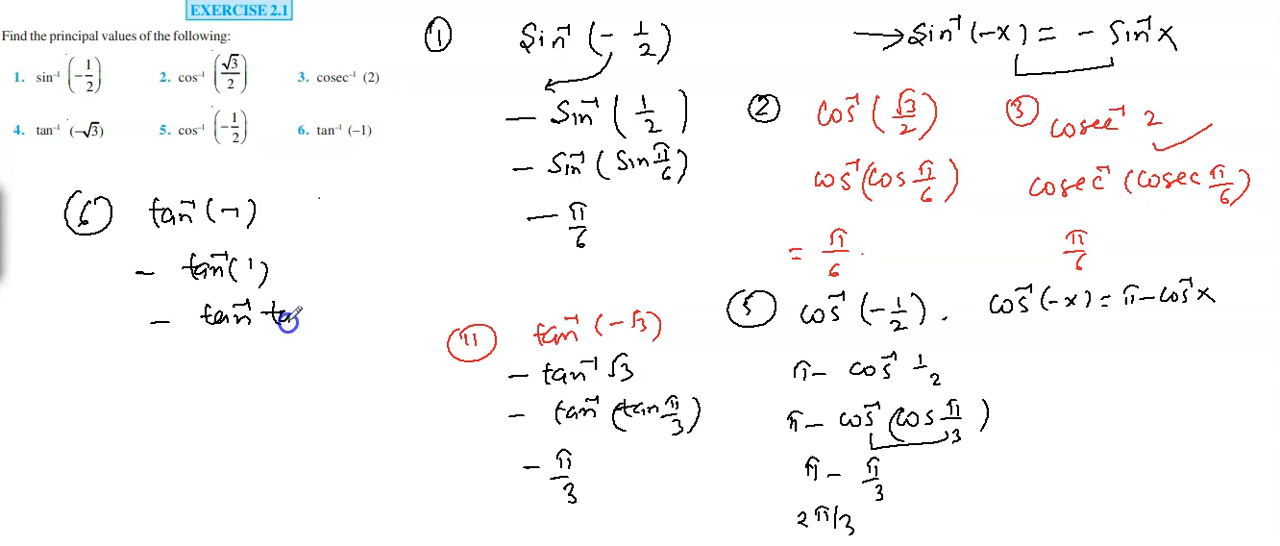 EXERCISE 2.1
Find the principal values of the following:
1. sin⁻¹ (−1/2) 2. cos⁻¹ (√3/2) 3. cosec⁻¹ (2)
4. tan⁻¹ (−√3) 5. cos⁻¹ (−1/2) 6. tan⁻¹ (−1)
① sin⁻¹ (− 1/2)
− sin⁻¹ (1/2)
− sin⁻¹ (sin π/6)
− π/6
→ sin⁻¹ (−x) = − sin⁻¹ x
② cos⁻¹ (√3/2)
cos⁻¹ (cos π/6)
= π/6.
③ cosec⁻¹ 2
cosec⁻¹ (cosec π/6)
π/6
tan⁻¹ (−√3)
− tan⁻¹ √3
− tan⁻¹ (tan π/3)
− π/3
⑤ cos⁻¹ (−1/2). cos⁻¹ (−x) = π − cos⁻¹ x
π − cos⁻¹ 1/2
π − cos⁻¹ (cos π/3)
π − π/3
2π/3
⑥ tan⁻¹ (−1)
− tan⁻¹ (1)
− tan⁻¹ tan